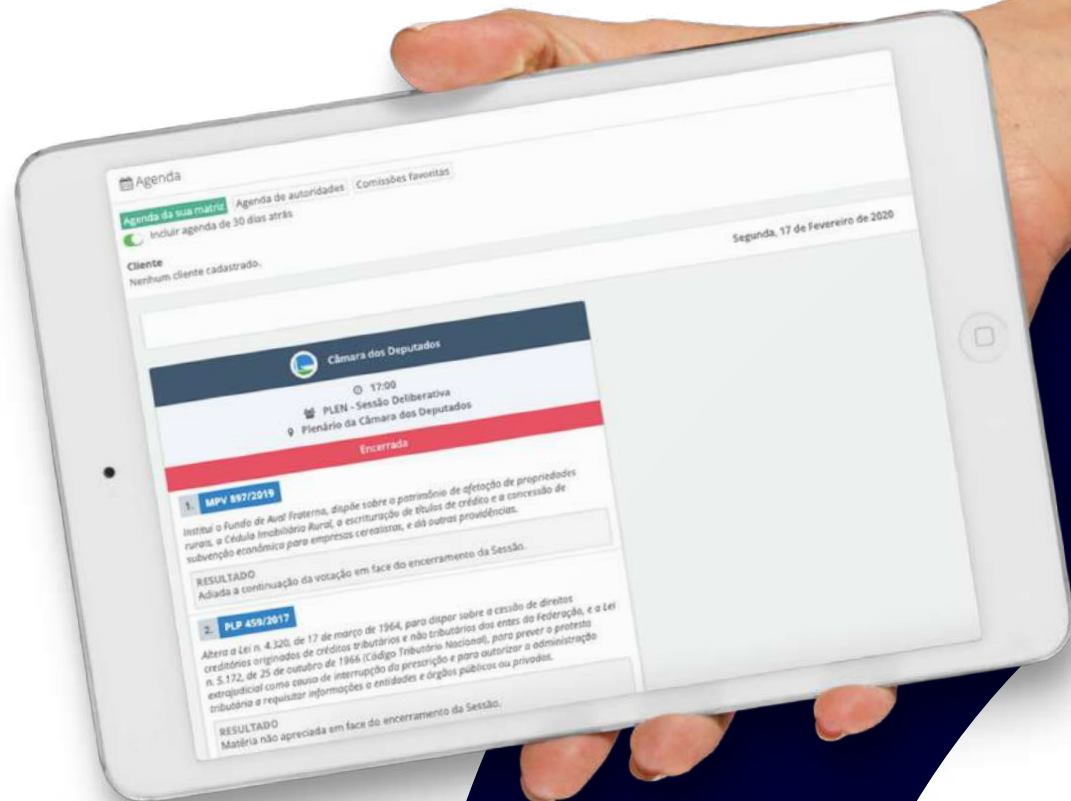 Agenda
Agenda da sua matriz Agenda de autoridades Comissões favoritas
Incluir agenda de 30 dias atrás
Cliente
Nenhum cliente cadastrado.
Segunda, 17 de Fevereiro de 2020
Câmara dos Deputados
17:00
PLEN - Sessão Deliberativa
Plenário da Câmara dos Deputados
Encerrada
1. MPV 897/2019
Institui o Fundo de Aval Fraterno, dispõe sobre o patrimônio de afetação de propriedades
rurais, a Cédula Imobiliária Rural, a escrituração de títulos de crédito e a concessão de
subvenção econômica para empresas cerealistas, e dá outras providências.
RESULTADO
Adiada a continuação da votação em face do encerramento da Sessão.
2. PLP 459/2017
Altera a Lei n. 4.320, de 17 de março de 1964, para dispor sobre a cessão de direitos
creditórios originados de créditos tributários e não tributários dos entes da Federação, e a Lei
n. 5.172, de 25 de outubro de 1966 (Código Tributário Nacional), para prever o protesto
extrajudicial como causa de interrupção da prescrição e para autorizar a administração
tributária a requisitar informações a entidades e órgãos públicos ou privados.
RESULTADO
Matéria não apreciada em face do encerramento da Sessão.